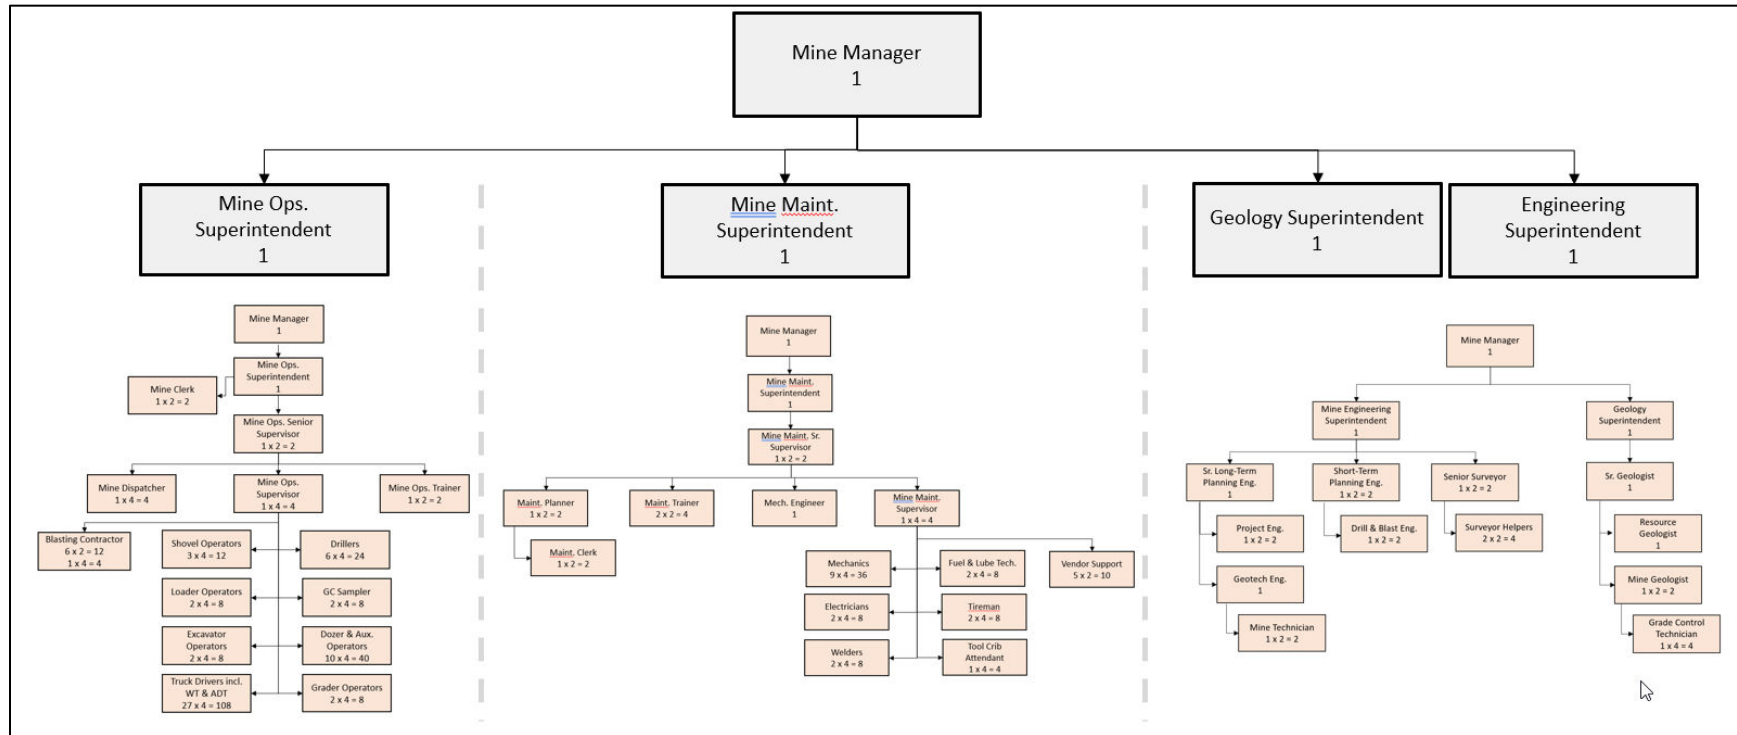 Mine Manager
1
Mine Ops.
Superintendent
1
Mine Maint.
Superintendent
1
Geology Superintendent
1
Engineering
Superintendent
1
Mine Manager
1
Mine Ops.
Superintendent
1
Mine Clerk
1 x 2 = 2
Mine Ops. Senior
Supervisor
1 x 2 = 2
Mine Dispatcher
1 x 4 = 4
Mine Ops.
Supervisor
1 x 4 = 4
Mine Ops. Trainer
1 x 2 = 2
Blasting Contractor
6 x 2 = 12
1 x 4 = 4
Shovel Operators
3 x 4 = 12
Drillers
6 x 4 = 24
Loader Operators
2 x 4 = 8
GC Sampler
2 x 4 = 8
Excavator
Operators
2 x 4 = 8
Dozer & Aux.
Operators
10 x 4 = 40
Truck Drivers incl.
WT & ADT
27 x 4 = 108
Grader Operators
2 x 4 = 8
Mine Manager
1
Mine Maint.
Superintendent
1
Mine Maint. Sr.
Supervisor
1 x 2 = 2
Maint. Planner
1 x 2 = 2
Maint. Trainer
2 x 2 = 4
Mech. Engineer
1
Mine Maint.
Supervisor
1 x 4 = 4
Maint. Clerk
1 x 2 = 2
Mechanics
9 x 4 = 36
Fuel & Lube Tech.
2 x 4 = 8
Vendor Support
5 x 2 = 10
Electricians
2 x 4 = 8
Tireman
2 x 4 = 8
Welders
2 x 4 = 8
Tool Crib
Attendant
1 x 4 = 4
Mine Manager
1
Mine Engineering
Superintendent
1
Geology
Superintendent
1
Sr. Long-Term
Planning Eng.
1
Short-Term
Planning Eng.
1 x 2 = 2
Senior Surveyor
1 x 2 = 2
Sr. Geologist
1
Project Eng.
1 x 2 = 2
Drill & Blast Eng.
1 x 2 = 2
Surveyor Helpers
2 x 2 = 4
Resource
Geologist
1
Geotech Eng.
1
Mine Geologist
1 x 2 = 2
Mine Technician
1 x 2 = 2
Grade Control
Technician
1 x 4 = 4